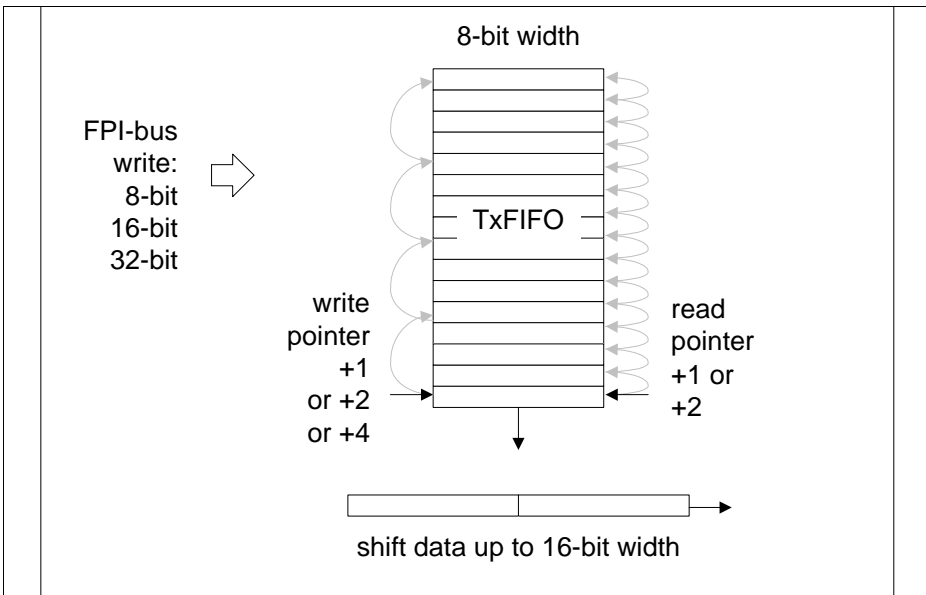 8-bit width
FPI-bus
write:
8-bit
16-bit
32-bit
TxFIFO
write
pointer
+1
or +2
or +4
read
pointer
+1 or
+2
shift data up to 16-bit width